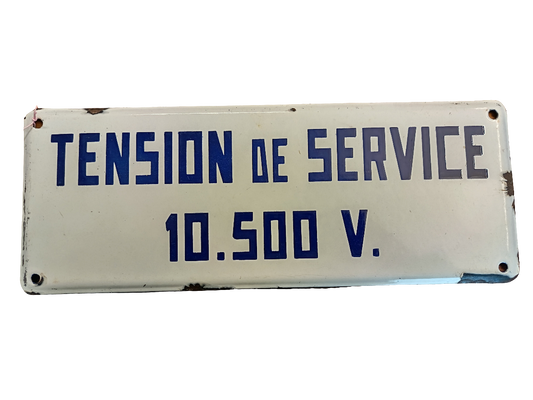 TENSION DE SERVICE
10.500 V.